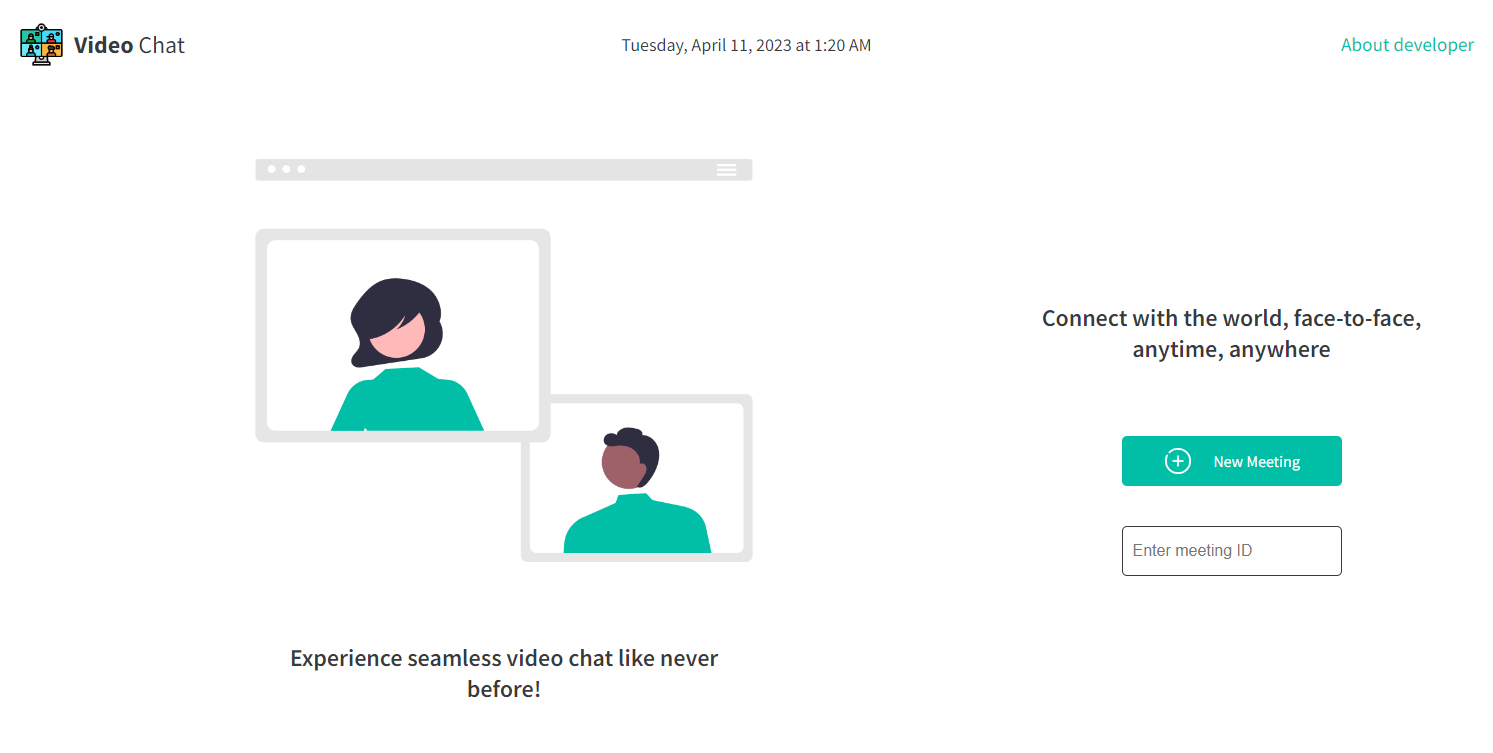 Video Chat
Tuesday, April 11, 2023 at 1:20 AM
About developer
Connect with the world, face-to-face,
anytime, anywhere
New Meeting
Enter meeting ID
Experience seamless video chat like never
before!